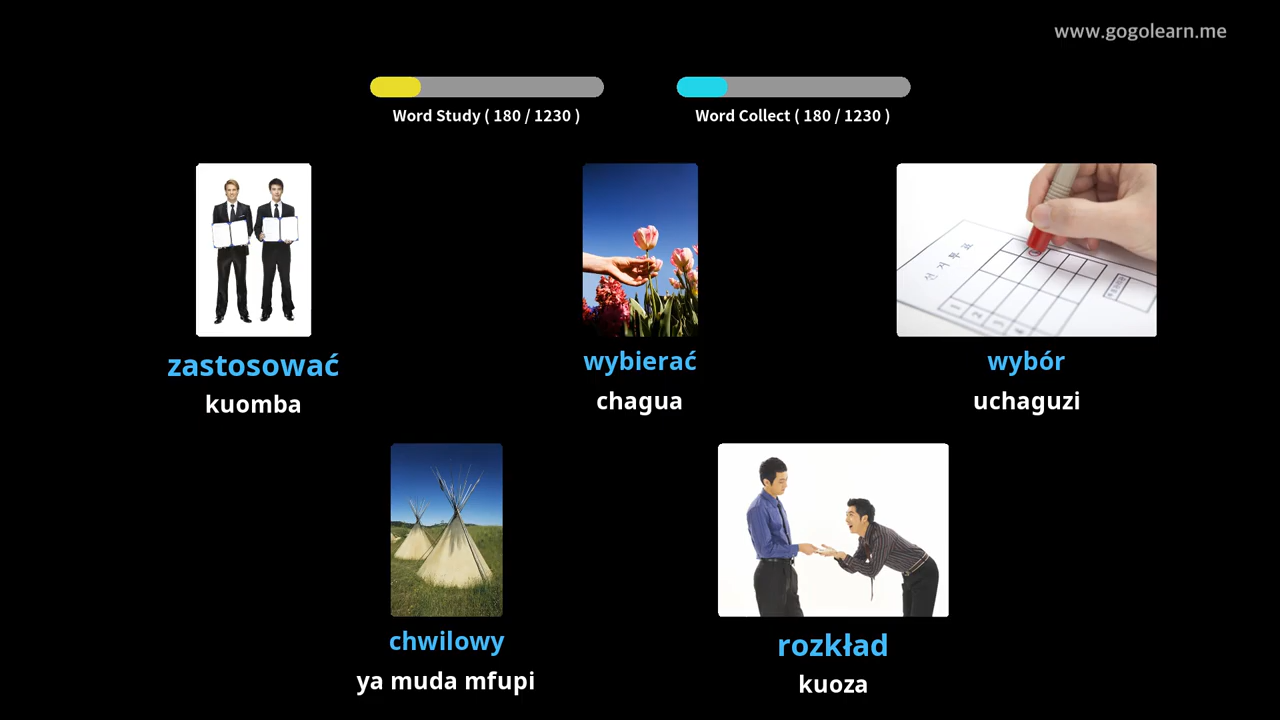 www.gogolearn.me
Word Study ( 180 / 1230 )
Word Collect ( 180 / 1230 )
zastosować
kuomba
wybierać
chagua
wybór
uchaguzi
chwilowy
ya muda mfupi
rozkład
kuoza